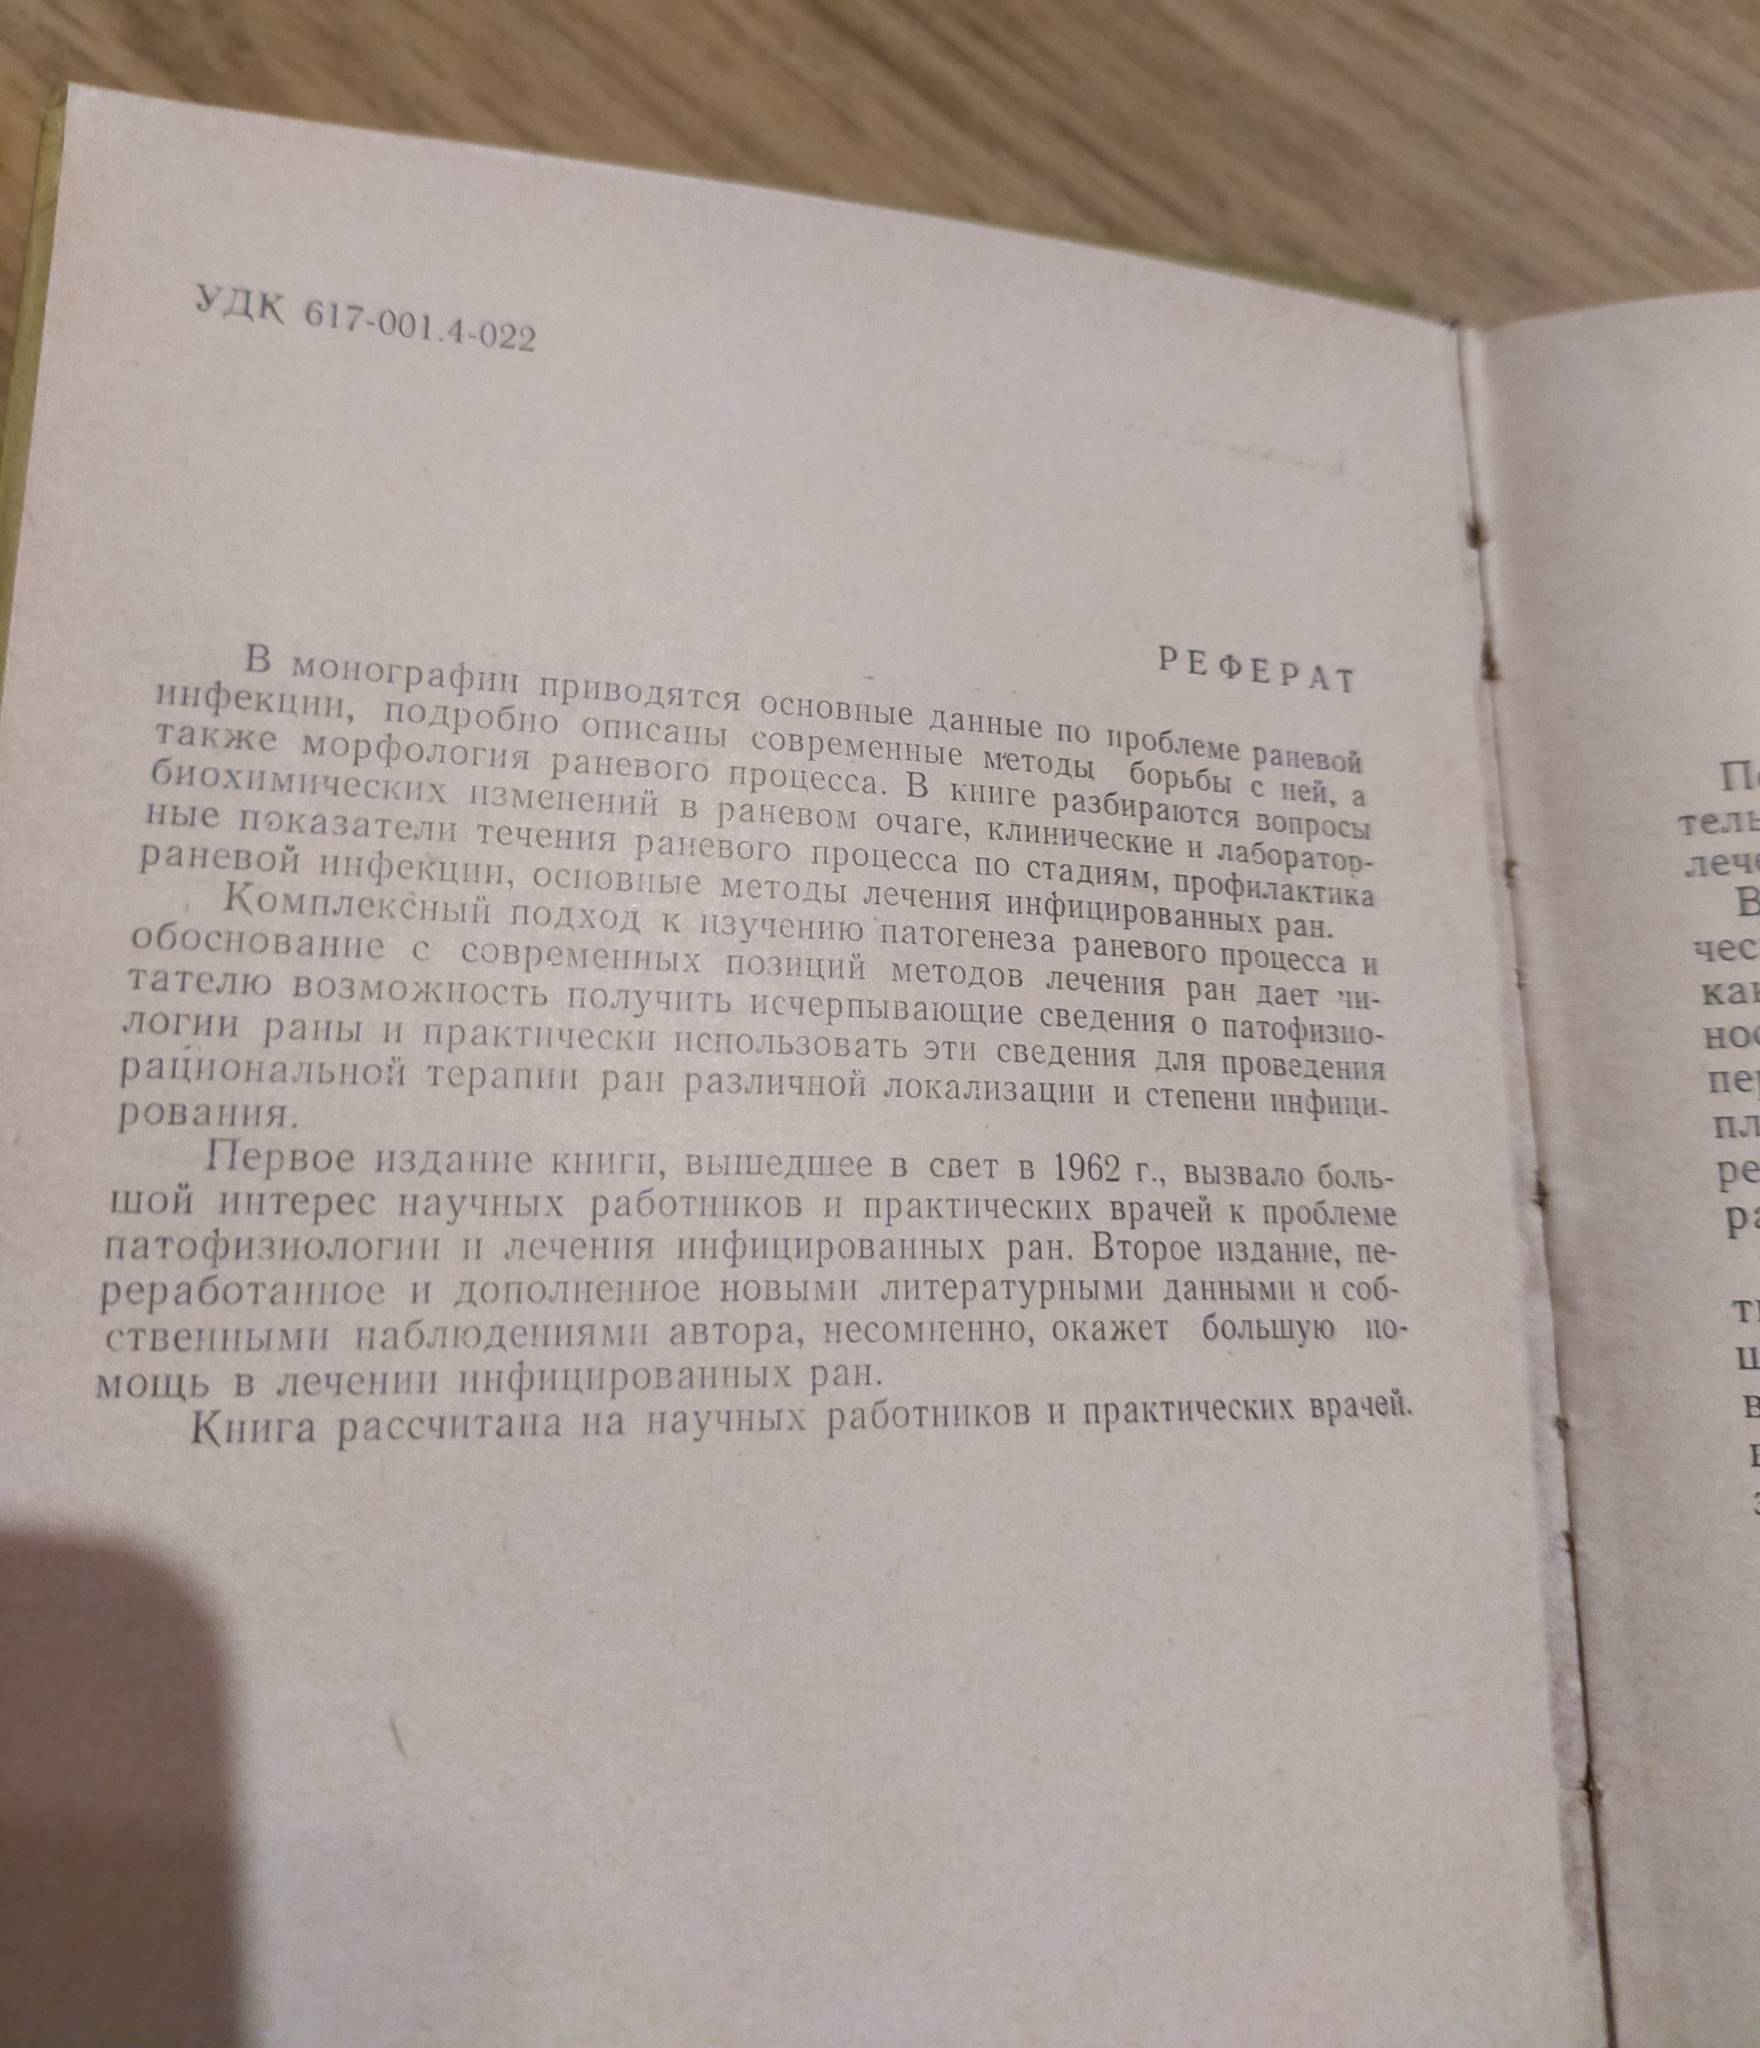 УДК 617-001.4-022
РЕФЕРАТ
В монографии приводятся основные данные по проблеме раневой
инфекции, подробно описаны современные методы борьбы с ней, а
также морфология раневого процесса. В книге разбираются вопросы
биохимических изменений в раневом очаге, клинические и лаборатор-
ные показатели течения раневого процесса по стадиям, профилактика
раневой инфекции, основные методы лечения инфицированных ран.
Комплексный подход к изучению патогенеза раневого процесса и
обоснование с современных позиций методов лечения ран дает чи-
тателю возможность получить исчерпывающие сведения о патофизио-
логии раны и практически использовать эти сведения для проведения
рациональной терапии ран различной локализации и степени инфици-
рования.
Первое издание книги, вышедшее в свет в 1962 г., вызвало боль-
шой интерес научных работников и практических врачей к проблеме
патофизиологии и лечения инфицированных ран. Второе издание, пе-
реработанное и дополненное новыми литературными данными и соб-
ственными наблюдениями автора, несомненно, окажет большую по-
мощь в лечении инфицированных ран.
Книга рассчитана на научных работников и практических врачей.